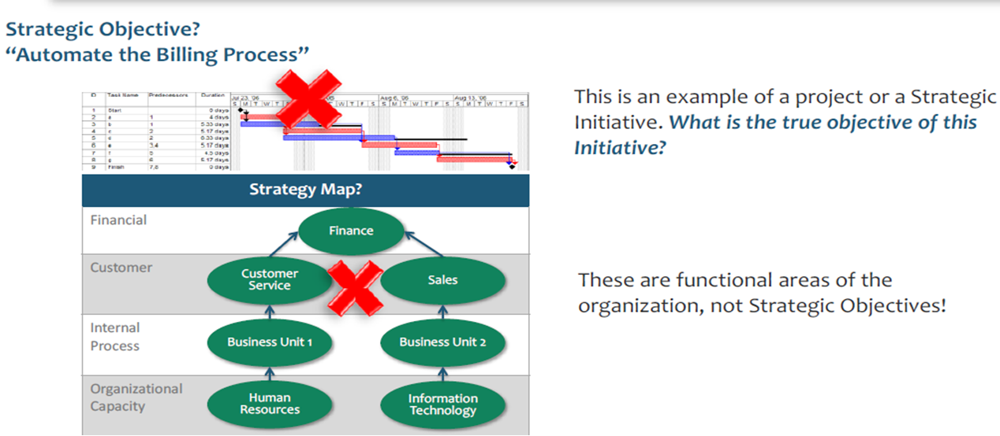 Strategic Objective?
“Automate the Billing Process”
ID Task Name Predecessors Duration
Jul 23, '06 Aug 6, '06 Aug 13, '06
1 Start 0 days
2 a 1 4 days
3 b 1 5.33 days
4 c 2 5.17 days
5 2 6.33 days
6 e 3,4 5.17 days
7 f 5 4.5 days
8 g 6 5.17 days
9 Finish 7,8 0 days
This is an example of a project or a Strategic
Initiative. What is the true objective of this
Initiative?
Strategy Map?
Financial
Finance
Customer
Customer
Service
Sales
These are functional areas of the
organization, not Strategic Objectives!
Internal
Process
Business Unit 1
Business Unit 2
Organizational
Capacity
Human
Resources
Information
Technology